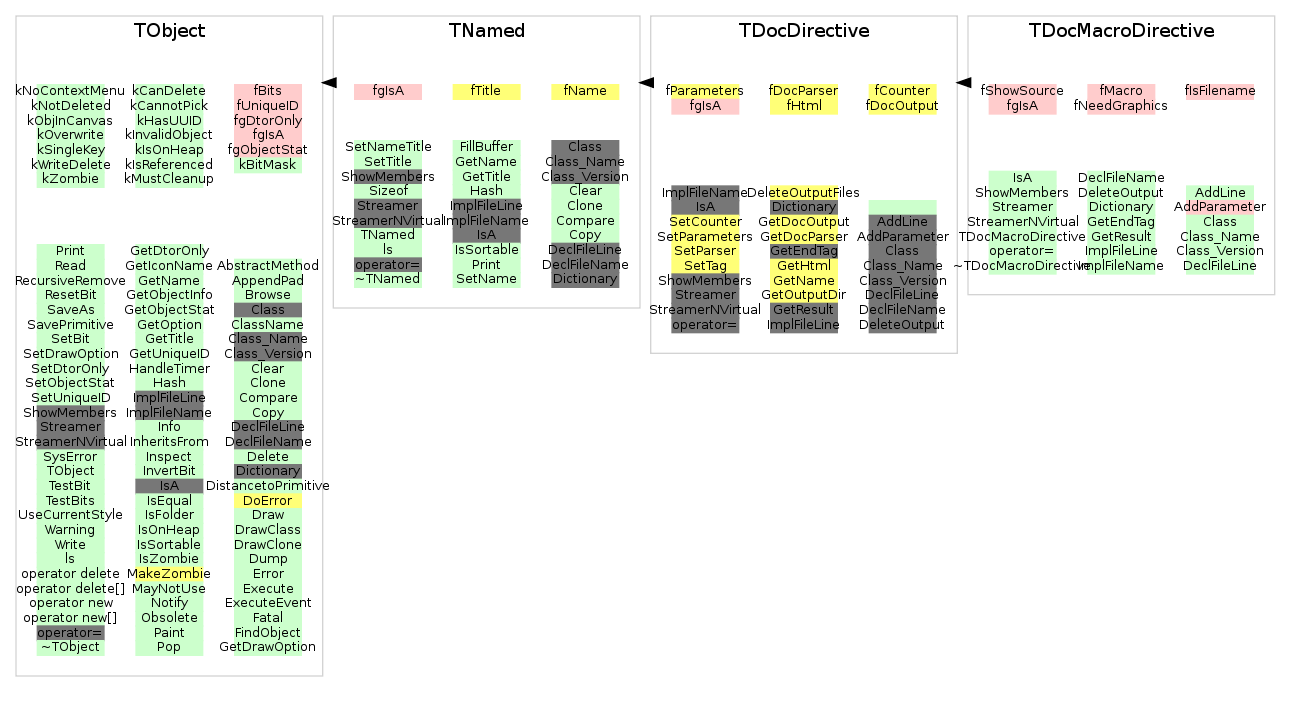 TObject
kNoContextMenu
kNotDeleted
kObjInCanvas
kOverwrite
kSingleKey
kWriteDelete
kZombie
kCanDelete
kCannotPick
kHasUUID
kInvalidObject
kIsOnHeap
kIsReferenced
kMustCleanup
fBits
fUniqueID
fgDtorOnly
fgIsA
fgObjectStat
kBitMask
Print
Read
RecursiveRemove
ResetBit
SaveAs
SavePrimitive
SetBit
SetDrawOption
SetDtorOnly
SetObjectStat
SetUniqueID
ShowMembers
Streamer
StreamerNVirtual
SysError
TObject
TestBit
TestBits
UseCurrentStyle
Warning
Write
ls
operator delete
operator delete[]
operator new
operator new[]
operator=
~TObject
GetDtorOnly
GetIconName
GetName
GetObjectInfo
GetObjectStat
GetOption
GetTitle
GetUniqueID
HandleTimer
Hash
ImplFileLine
ImplFileName
Info
InheritsFrom
Inspect
InvertBit
IsA
IsEqual
IsFolder
IsOnHeap
IsSortable
IsZombie
MakeZombie
MayNotUse
Notify
Obsolete
Paint
Pop
AbstractMethod
AppendPad
Browse
Class
ClassName
Class_Name
Class_Version
Clear
Clone
Compare
Copy
DeclFileLine
DeclFileName
Delete
Dictionary
DistancetoPrimitive
DoError
Draw
DrawClass
DrawClone
Dump
Error
Execute
ExecuteEvent
Fatal
FindObject
GetDrawOption
TNamed
fgIsA
fTitle
fName
SetNameTitle
SetTitle
ShowMembers
Sizeof
Streamer
StreamerNVirtual
TNamed
ls
operator=
~TNamed
FillBuffer
GetName
GetTitle
Hash
ImplFileLine
ImplFileName
IsA
IsSortable
Print
SetName
Class
Class_Name
Class_Version
Clear
Clone
Compare
Copy
DeclFileLine
DeclFileName
Dictionary
TDocDirective
fParameters
fgIsA
fDocParser
fHtml
fCounter
fDocOutput
ImplFileName
IsA
SetCounter
SetParameters
SetParser
SetTag
ShowMembers
Streamer
StreamerNVirtual
operator=
DeleteOutputFiles
Dictionary
GetDocOutput
GetDocParser
GetEndTag
GetHtml
GetName
GetOutputDir
GetResult
ImplFileLine
AddLine
AddParameter
Class
Class_Name
Class_Version
DeclFileLine
DeclFileName
DeleteOutput
TDocMacroDirective
fShowSource
fgIsA
fMacro
fNeedGraphics
fIsFilename
IsA
ShowMembers
Streamer
StreamerNVirtual
TDocMacroDirective
operator=
~TDocMacroDirective
DeclFileName
DeleteOutput
Dictionary
GetEndTag
GetResult
ImplFileLine
ImplFileName
AddLine
AddParameter
Class
Class_Name
Class_Version
DeclFileLine